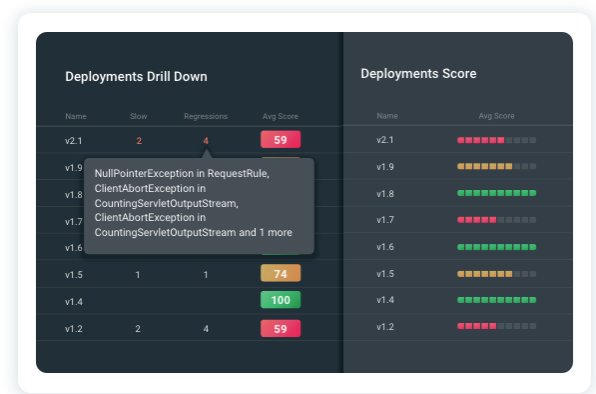 Deployments Drill Down
Name Slow Regressions Avg Score
v2.1 2 4 59
v1.9
NullPointerException in RequestRule,
ClientAbortException in
CountingServletOutputStream,
ClientAbortException in
CountingServletOutputStream and 1 more
v1.8
v1.7
v1.6
v1.5 1 1 74
v1.4 100
v1.2 2 4 59
Deployments Score
Name Avg Score
v2.1
v1.9
v1.8
v1.7
v1.6
v1.5
v1.4
v1.2